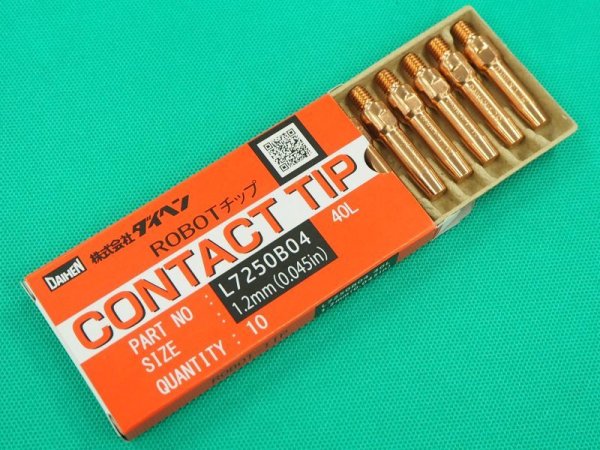 DAIHEN 株式会社ダイヘン
ROBOTチップ
CONTACT TIP
40L
PART NO : L7250B04
SIZE : 1.2mm(0.045in)
QUANTITY : 10